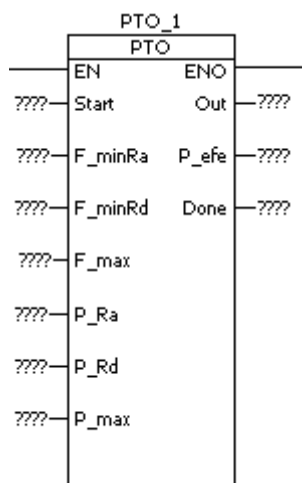 PTO_1
PTO
EN ENO
???? Start Out ????
???? F_minRa P_efe ????
???? F_minRd Done ????
???? F_max
???? P_Ra
???? P_Rd
???? P_max